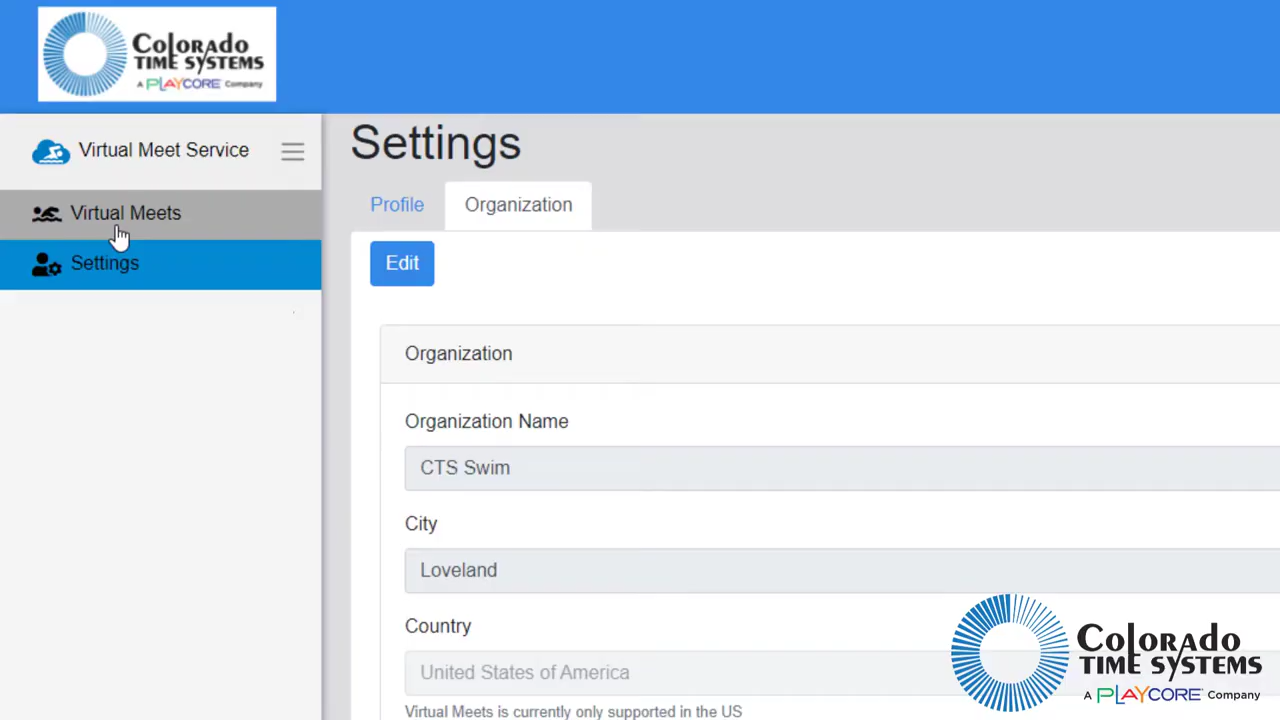 Colorado
TIME SYSTEMS
A PLAYCORE Company
Virtual Meet Service
Virtual Meets
Settings
Settings
Profile
Organization
Edit
Organization
Organization Name
CTS Swim
City
Loveland
Country
United States of America
Virtual Meets is currently only supported in the US
Colorado
TIME SYSTEMS
A PLAYCORE Company